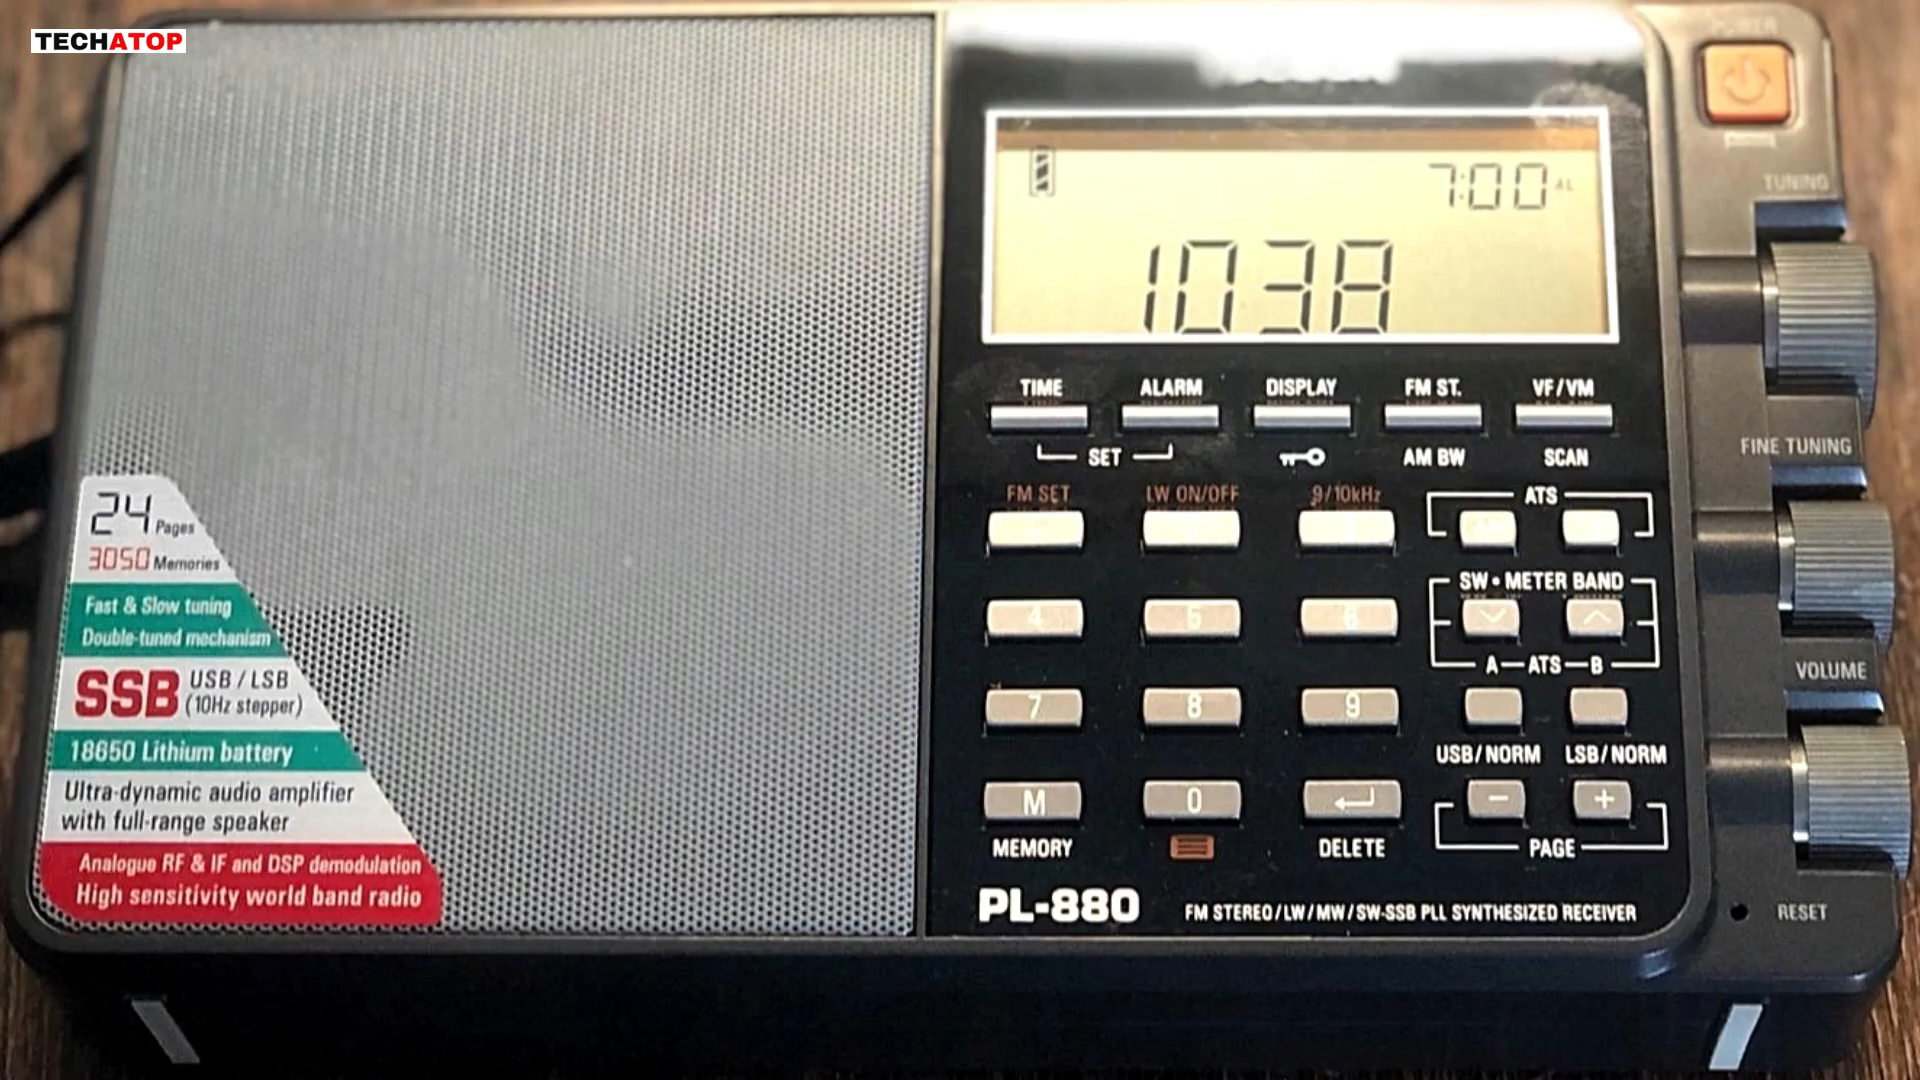 TECHATOP
POWER
7:00 AL
TUNING
1038
TIME ALARM DISPLAY FM ST. VF/VM
FINE TUNING
SET AM BW SCAN
FM SET LW ON/OFF 9/10kHz ATS
24 Pages
3050 Memories
SW • METER BAND
Fast & Slow tuning
4 5 6
Double-tuned mechanism
A—ATS—B
VOLUME
SSB USB / LSB
(10Hz stepper)
7 8 9
18650 Lithium battery
USB/NORM LSB/NORM
Ultra-dynamic audio amplifier
with full-range speaker
M 0 - +
MEMORY DELETE PAGE
Analogue RF & IF and DSP demodulation
High sensitivity world band radio
PL-880 FM STEREO/LW/MW/SW-SSB PLL SYNTHESIZED RECEIVER RESET